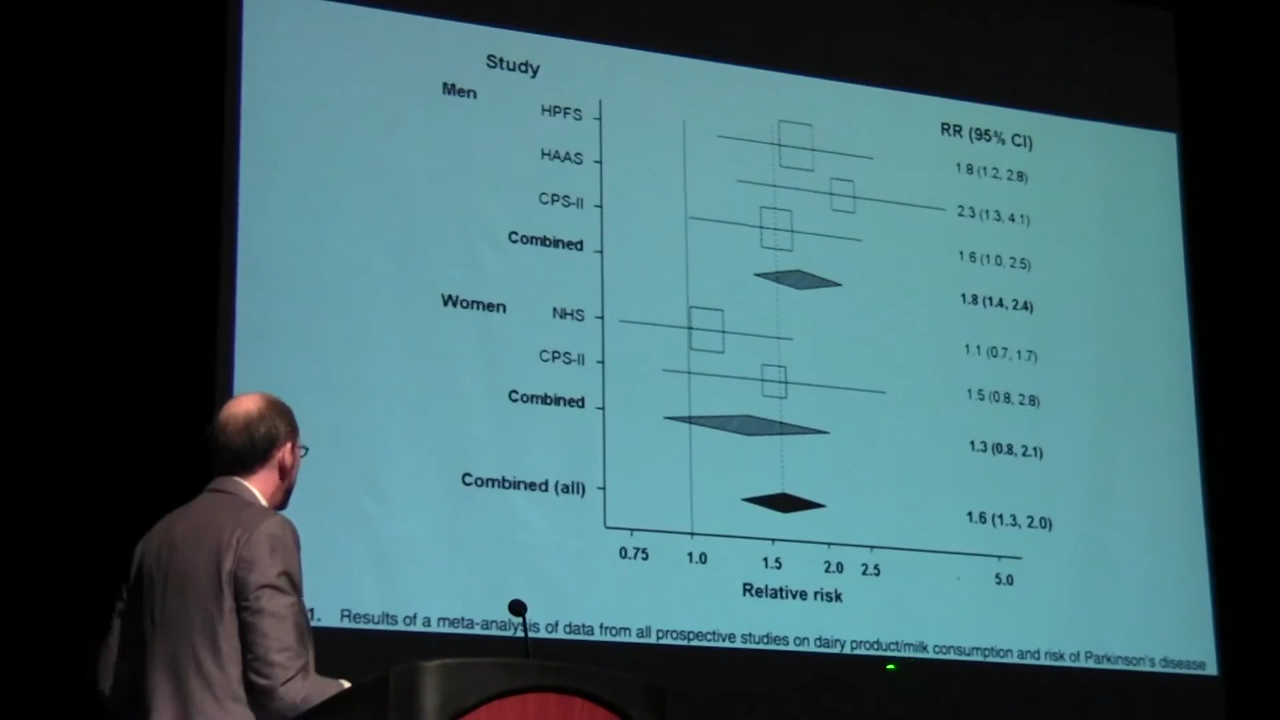 Study
RR (95% CI)
Men
HPFS 1.8 (1.2, 2.8)
HAAS 2.3 (1.3, 4.1)
CPS-II 1.6 (1.0, 2.5)
Combined 1.8 (1.4, 2.4)
Women
NHS 1.1 (0.7, 1.7)
CPS-II 1.5 (0.8, 2.8)
Combined 1.3 (0.8, 2.1)
Combined (all) 1.6 (1.3, 2.0)
0.75 1.0 1.5 2.0 2.5 5.0
Relative risk
1. Results of a meta-analysis of data from all prospective studies on dairy product/milk consumption and risk of Parkinson's disease